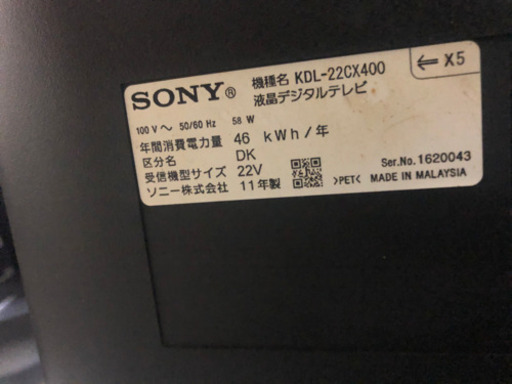 SONY® 機種名 KDL-22CX400
液晶デジタルテレビ
← X5
100 V ～ 50/60 Hz 58 W
年間消費電力量 46 kWh/年
区分名 DK
受信機型サイズ 22V
ソニー株式会社 11年製
Ser.No.1620043
>PET< MADE IN MALAYSIA